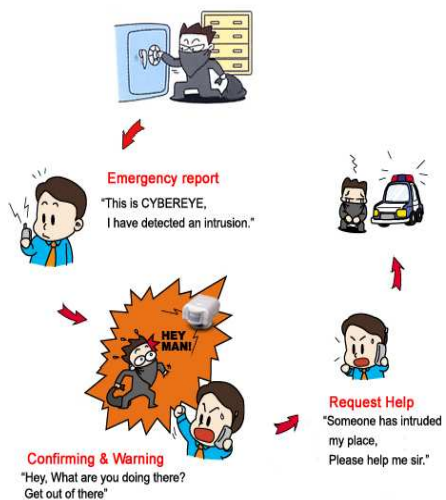 Emergency report
"This is CYBEREYE,
I have detected an intrusion."
HEY
MAN!
Confirming & Warning
"Hey, What are you doing there?
Get out of there"
Request Help
"Someone has intruded
my place,
Please help me sir."